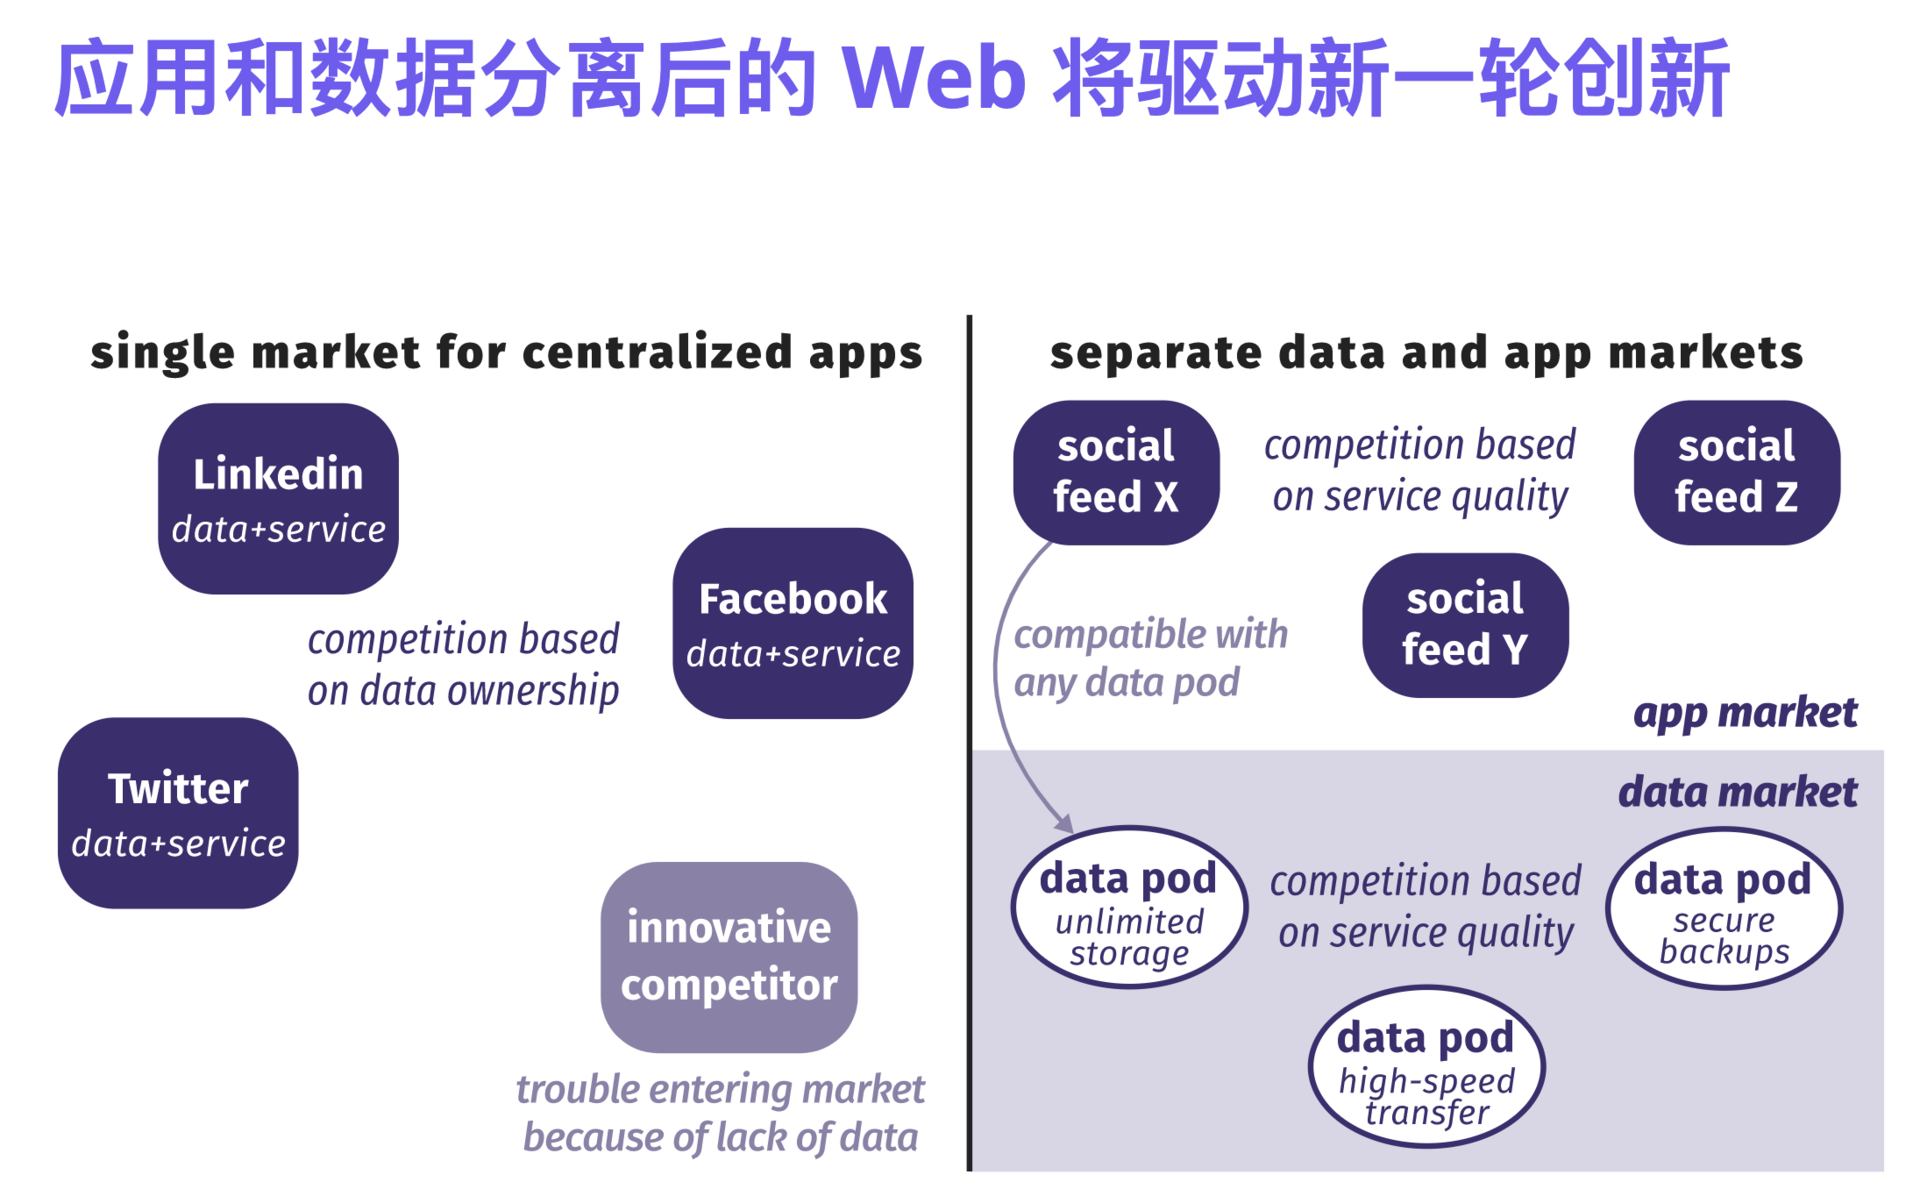 应用和数据分离后的 Web 将驱动新一轮创新
single market for centralized apps
Linkedin
data+service
Facebook
data+service
competition based
on data ownership
Twitter
data+service
innovative
competitor
trouble entering market
because of lack of data
separate data and app markets
social
feed X
competition based
on service quality
social
feed Z
social
feed Y
compatible with
any data pod
app market
data market
data pod
unlimited
storage
competition based
on service quality
data pod
secure
backups
data pod
high-speed
transfer